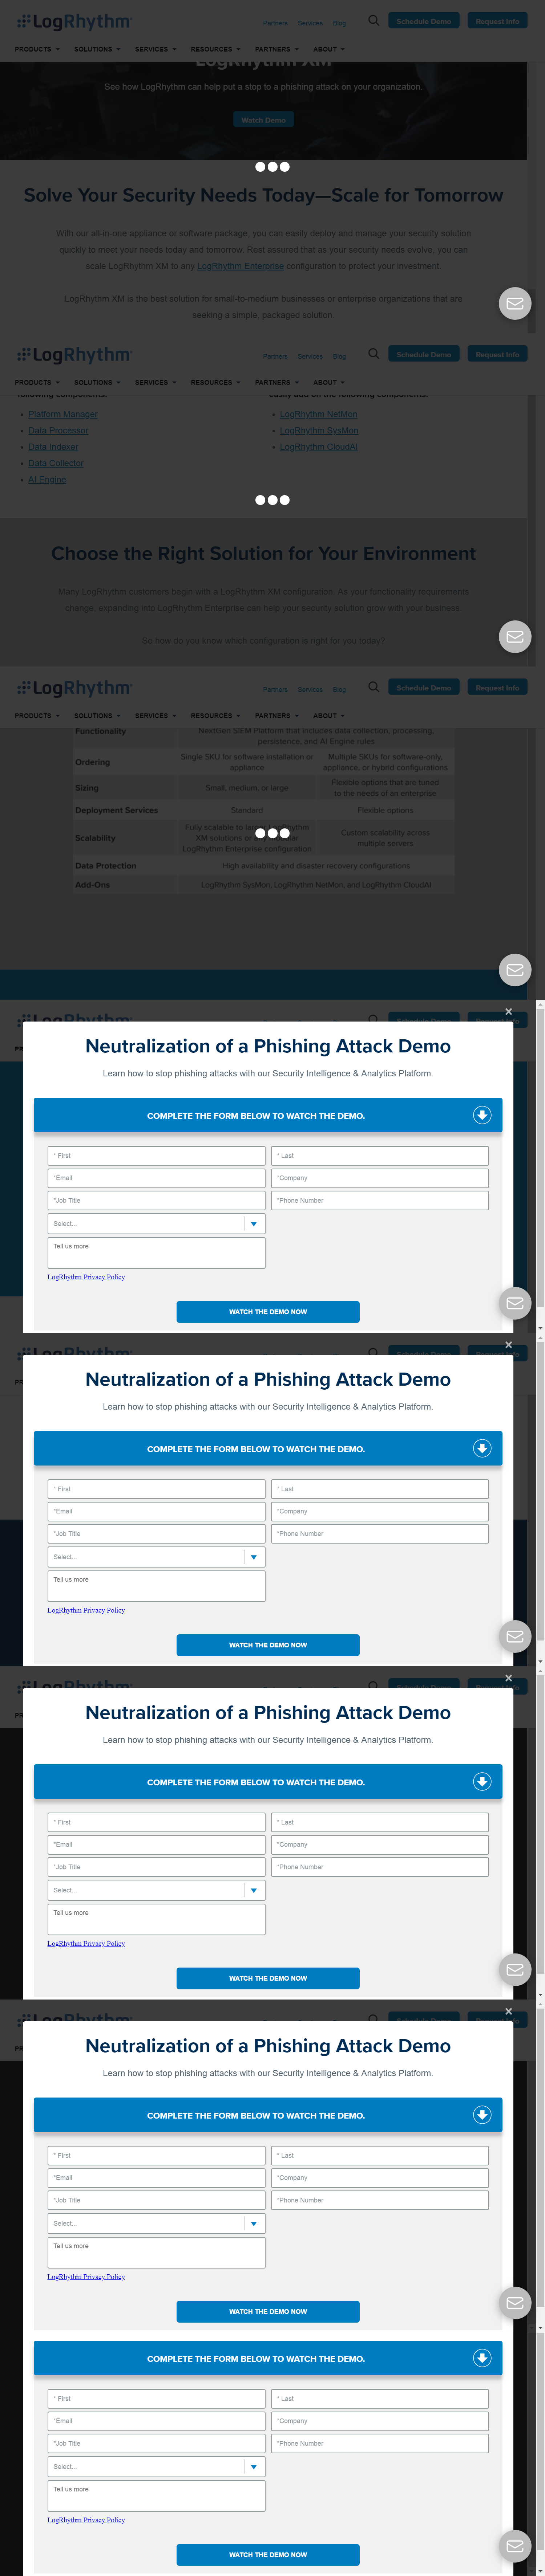 LogRhythm
Partners Services Blog
Schedule Demo Request Info
PRODUCTS SOLUTIONS SERVICES RESOURCES PARTNERS ABOUT
LogRhythm XM
See how LogRhythm can help put a stop to a phishing attack on your organization.
Watch Demo
Solve Your Security Needs Today—Scale for Tomorrow
With our all-in-one appliance or software package, you can easily deploy and manage your security solution
quickly to meet your needs today and tomorrow. Rest assured that as your security needs evolve, you can
scale LogRhythm XM to any LogRhythm Enterprise configuration to protect your investment
LogRhythm XM is the best solution for small-to-medium businesses or enterprise organizations that are
seeking a simple, packaged solution.
LogRhythm
Partners Services Blog
Schedule Demo Request Info
PRODUCTS SOLUTIONS SERVICES RESOURCES PARTNERS ABOUT
following components: easily add on the following components:
Platform Manager
Data Processor
Data Indexer
Data Collector
AI Engine
LogRhythm NetMon
LogRhythm SysMon
LogRhythm CloudAI
Choose the Right Solution for Your Environment
Many LogRhythm customers begin with a LogRhythm XM configuration. As your functionality requirements
change, expanding into LogRhythm Enterprise can help your security solution grow with your business.
So how do you know which configuration is right for you today?
LogRhythm
Partners Services Blog
Schedule Demo Request Info
PRODUCTS SOLUTIONS SERVICES RESOURCES PARTNERS ABOUT
Functionality
NextGen SIEM Platform that includes data collection, processing,
persistence, and AI Engine rules
Ordering
Single SKU for software installation or
appliance
Multiple SKUs for software-only,
appliance, or hybrid configurations
Sizing
Small, medium, or large
Flexible options that are tuned
to the needs of an enterprise
Deployment Services Standard Flexible options
Scalability
Fully scalable to
XM solutions or
LogRhythm Enterprise configuration
Custom scalability across
multiple servers
Data Protection High availability and disaster recovery configurations
Add-Ons LogRhythm SysMon, LogRhythm NetMon, and LogRhythm CloudAI
×
Neutralization of a Phishing Attack Demo
Learn how to stop phishing attacks with our Security Intelligence & Analytics Platform.
COMPLETE THE FORM BELOW TO WATCH THE DEMO.
* First * Last
*Email *Company
*Job Title *Phone Number
Select...
Tell us more
LogRhythm Privacy Policy
WATCH THE DEMO NOW
×
Neutralization of a Phishing Attack Demo
Learn how to stop phishing attacks with our Security Intelligence & Analytics Platform.
COMPLETE THE FORM BELOW TO WATCH THE DEMO.
* First * Last
*Email *Company
*Job Title *Phone Number
Select...
Tell us more
LogRhythm Privacy Policy
WATCH THE DEMO NOW
×
Neutralization of a Phishing Attack Demo
Learn how to stop phishing attacks with our Security Intelligence & Analytics Platform.
COMPLETE THE FORM BELOW TO WATCH THE DEMO.
* First * Last
*Email *Company
*Job Title *Phone Number
Select...
Tell us more
LogRhythm Privacy Policy
WATCH THE DEMO NOW
×
Neutralization of a Phishing Attack Demo
Learn how to stop phishing attacks with our Security Intelligence & Analytics Platform.
COMPLETE THE FORM BELOW TO WATCH THE DEMO.
* First * Last
*Email *Company
*Job Title *Phone Number
Select...
Tell us more
LogRhythm Privacy Policy
WATCH THE DEMO NOW
COMPLETE THE FORM BELOW TO WATCH THE DEMO.
* First * Last
*Email *Company
*Job Title *Phone Number
Select...
Tell us more
LogRhythm Privacy Policy
WATCH THE DEMO NOW